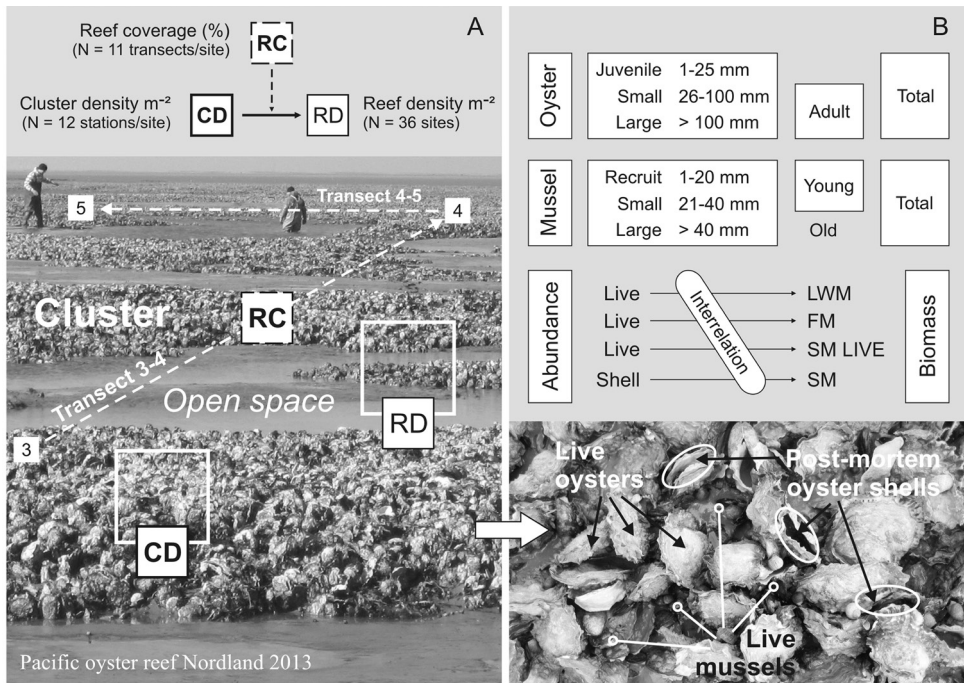 A
Reef coverage (%)
(N = 11 transects/site)
RC
Cluster density m⁻²
(N = 12 stations/site)
CD
RD
Reef density m⁻²
(N = 36 sites)
5
Transect 4-5
4
Cluster
RC
Transect 3-4
Open space
RD
3
CD
Pacific oyster reef Nordland 2013
B
Oyster
Juvenile 1-25 mm
Small 26-100 mm
Large > 100 mm
Adult
Total
Mussel
Recruit 1-20 mm
Small 21-40 mm
Large > 40 mm
Young
Old
Total
Abundance
Live
Live
Live
Shell
Interrelation
LWM
FM
SM LIVE
SM
Biomass
Live
oysters
Post-mortem
oyster shells
Live
mussels